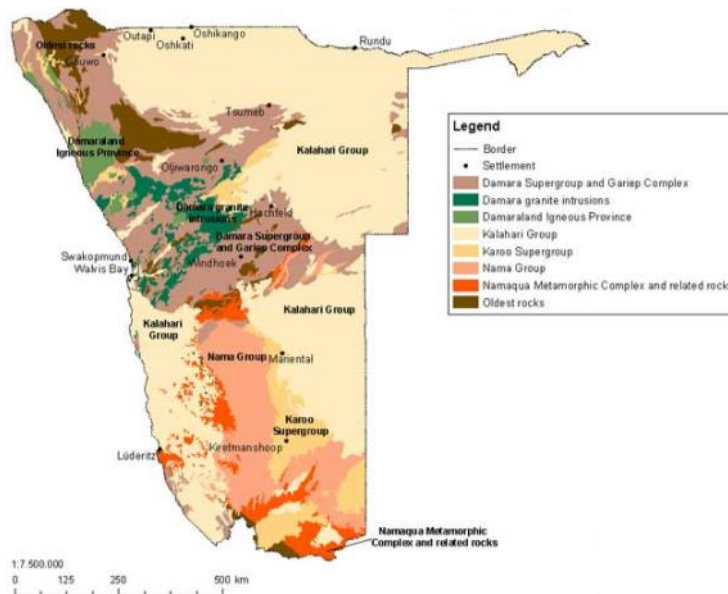 Oshikango
Outapi
Oshkati
Oldest rocks
Opuwo
Rundu
Tsumeb
Damaraland
Igneous Province
Kalahari Group
Otjiwarongo
Damara granite
intrusions
Hochfeld
Damara Supergroup
and Gariep Complex
Swakopmund
Windhoek
Walvis Bay
Kalahari
Group
Kalahari
Group
Nama Group
Mariental
Karoo
Supergroup
Keetmanshoop
Lüderitz
Namaqua Metamorphic
Complex and related rocks
Legend
Border
Settlement
Damara Supergroup and Gariep Complex
Damara granite intrusions
Damaraland Igneous Province
Kalahari Group
Karoo Supergroup
Nama Group
Namaqua Metamorphic Complex and related rocks
Oldest rocks
1:7.500.000
0 125 250 500 km